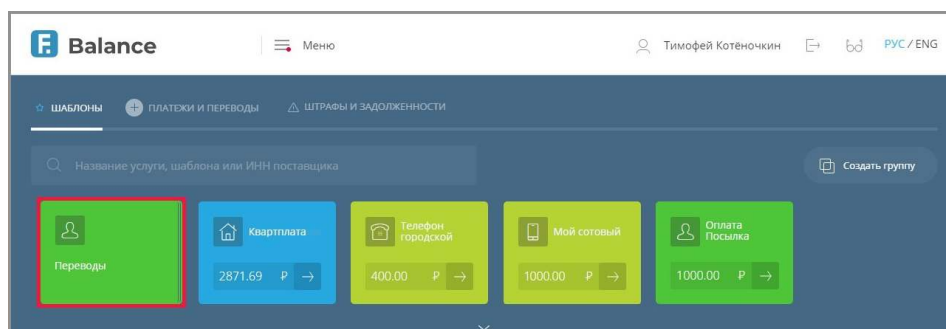 F. Balance
Меню
Тимофей Котёночкин
РУС / ENG
ШАБЛОНЫ
ПЛАТЕЖИ И ПЕРЕВОДЫ
ШТРАФЫ И ЗАДОЛЖЕННОСТИ
Название услуги, шаблона или ИНН поставщика
Создать группу
Переводы
Квартплата
2871.69 ₽ →
Телефон
городской
400.00 ₽ →
Мой сотовый
1000.00 ₽ →
Оплата
Посылка
1000.00 ₽ →